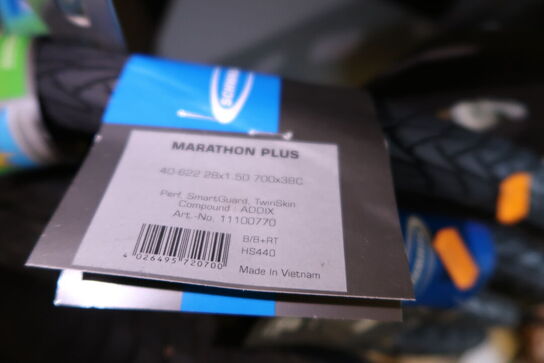 SCHWALBE
MARATHON PLUS
40-622 28x1.50 700x38C
Perf, SmartGuard, TwinSkin
Compound : ADDIX
Art.-No. 11100770
B/B+RT
HS440
4 026495 720700
Made in Vietnam